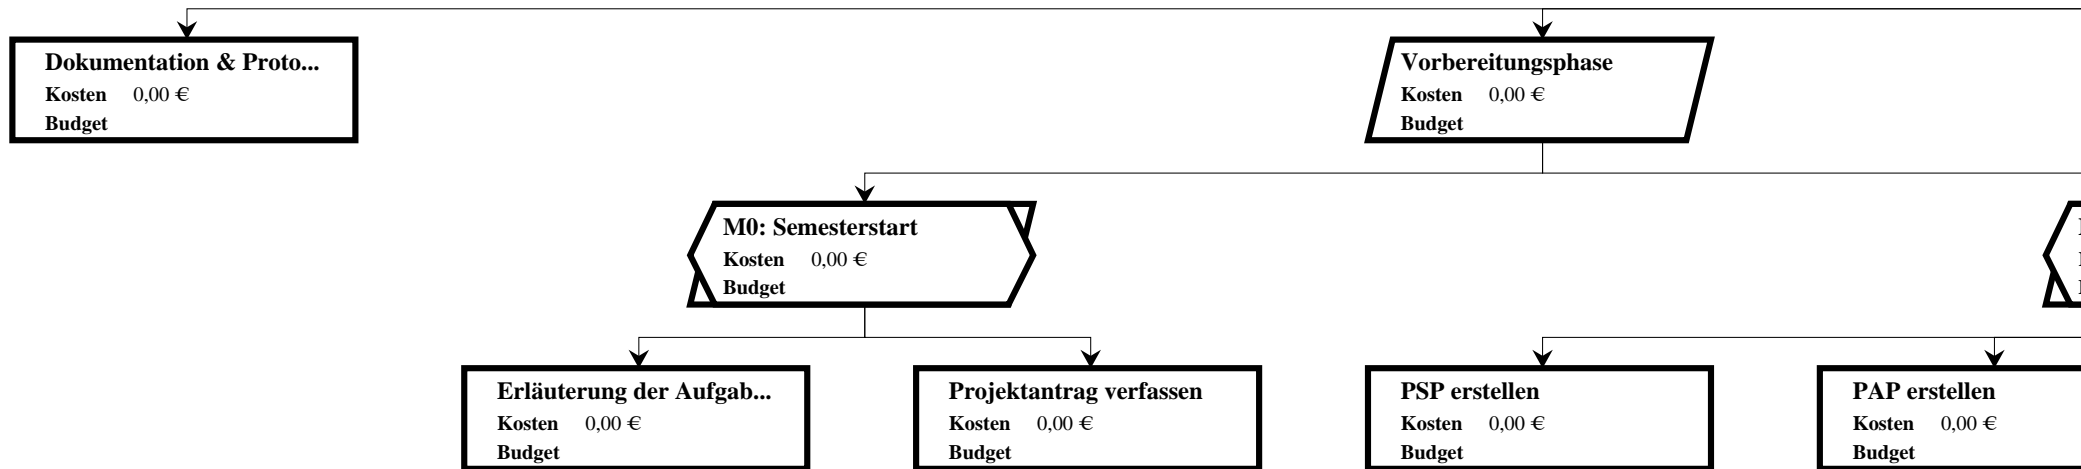 Dokumentation & Proto...
Kosten 0,00 €
Budget
Vorbereitungsphase
Kosten 0,00 €
Budget
M0: Semesterstart
Kosten 0,00 €
Budget
Erläuterung der Aufgab...
Kosten 0,00 €
Budget
Projektantrag verfassen
Kosten 0,00 €
Budget
PSP erstellen
Kosten 0,00 €
Budget
PAP erstellen
Kosten 0,00 €
Budget